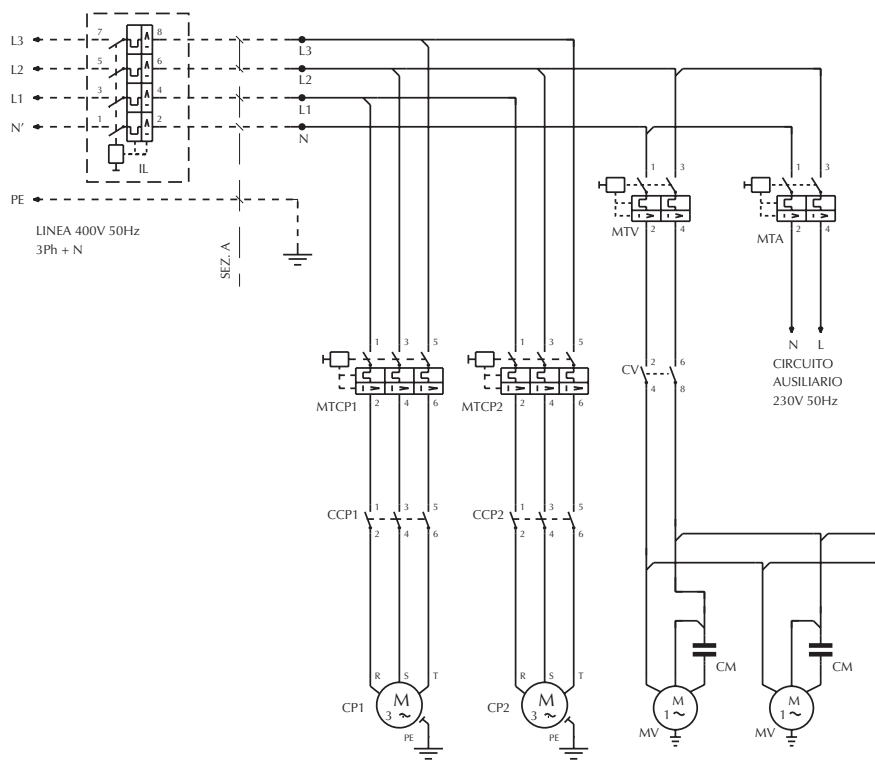 7 8
L3 L3
5 6
L2 L2
3 4
L1 L1
1 2
N' N
IL
PE
LINEA 400V 50Hz
3Ph + N
SEZ. A
1 3 1 3
MTV 2 4 MTA 2 4
N L
CIRCUITO
AUSILIARIO
230V 50Hz
1 3 5 1 3 5
MTCP1 2 4 6 MTCP2 2 4 6
CV 2 6
4 8
CCP1 1 3 5 CCP2 1 3 5
2 4 6 2 4 6
CM CM
R S T R S T
CP1 M CP2 M
3 3
PE PE
M M
1 ~ 1 ~
MV MV